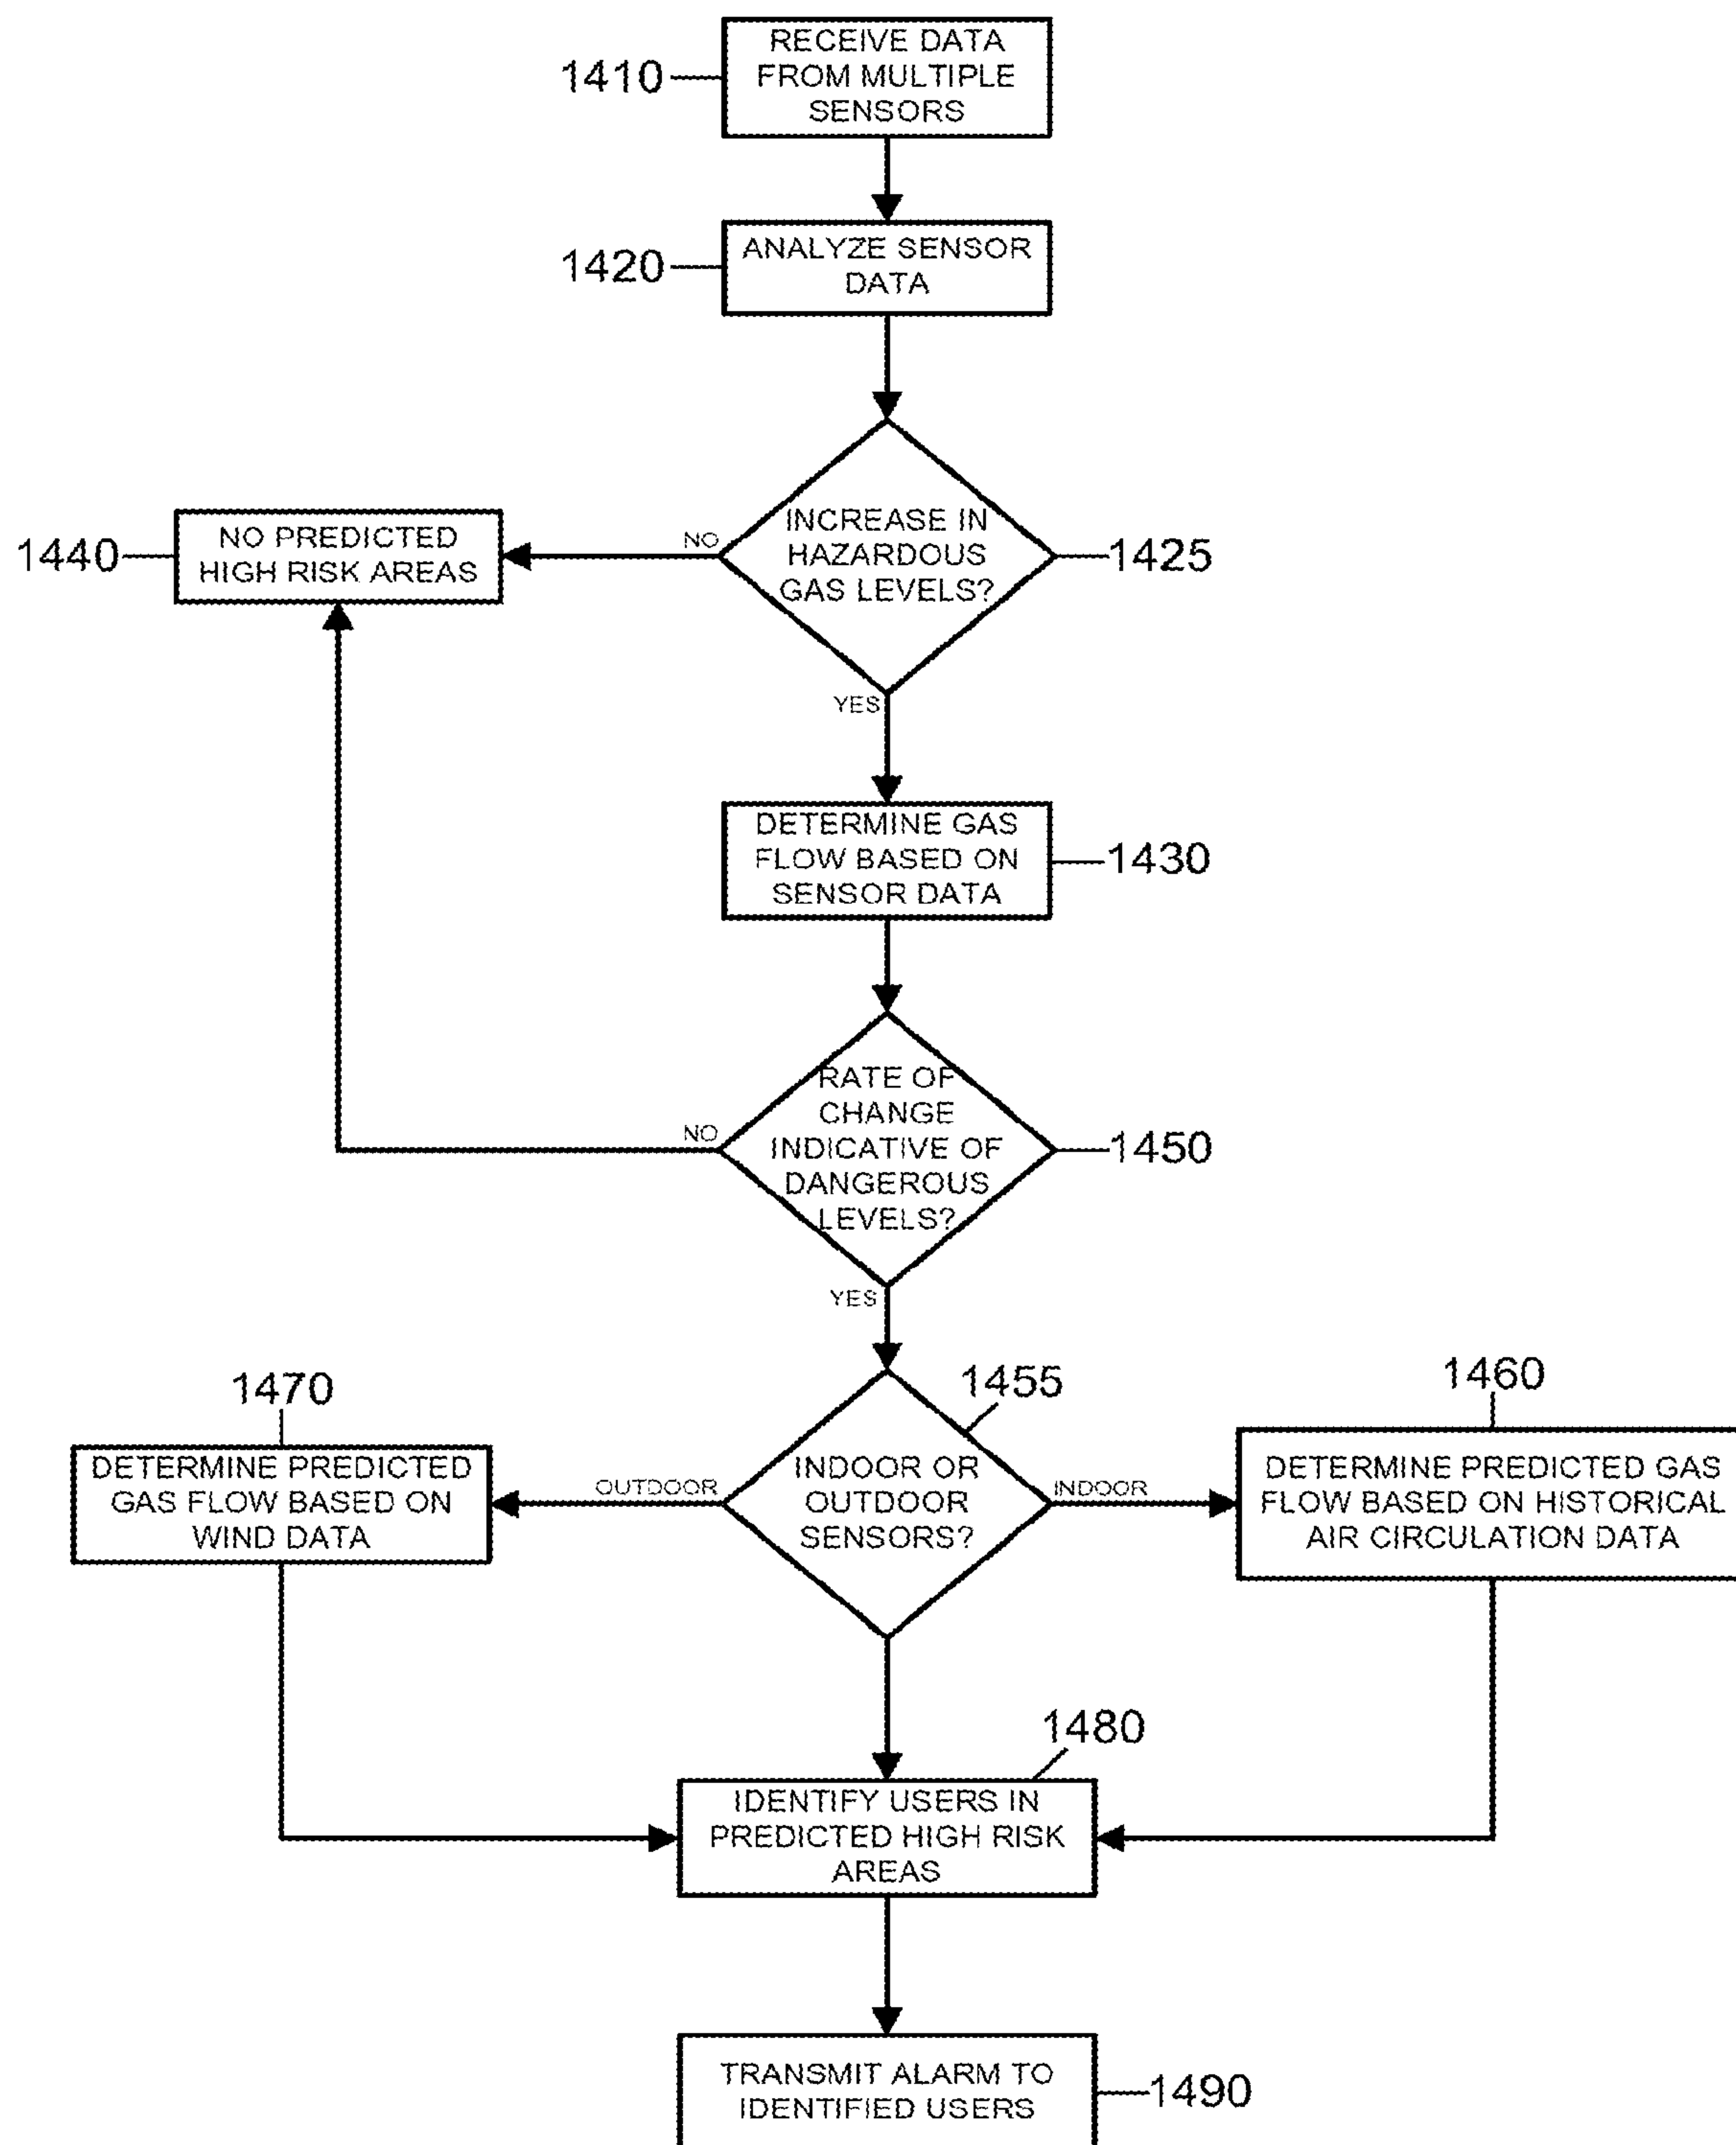 RECEIVE DATA
FROM MULTIPLE
SENSORS
1410
ANALYZE SENSOR
DATA
1420
INCREASE IN
HAZARDOUS
GAS LEVELS?
1425
NO
NO PREDICTED
HIGH RISK AREAS
1440
YES
DETERMINE GAS
FLOW BASED ON
SENSOR DATA
1430
RATE OF
CHANGE
INDICATIVE OF
DANGEROUS
LEVELS?
1450
NO
YES
1455
INDOOR OR
OUTDOOR
SENSORS?
OUTDOOR
INDOOR
1470
DETERMINE PREDICTED
GAS FLOW BASED ON
WIND DATA
1460
DETERMINE PREDICTED GAS
FLOW BASED ON HISTORICAL
AIR CIRCULATION DATA
1480
IDENTIFY USERS IN
PREDICTED HIGH RISK
AREAS
TRANSMIT ALARM TO
IDENTIFIED USERS
1490